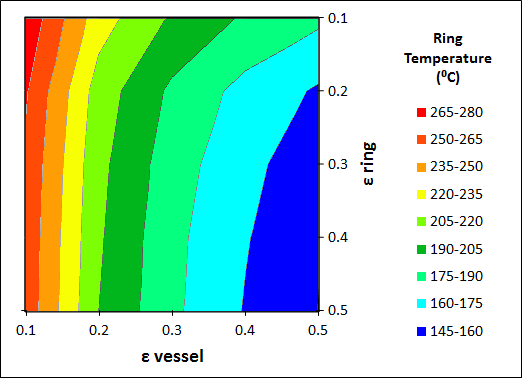 0.1
0.2
0.3
0.4
0.5
ε ring
0.1 0.2 0.3 0.4 0.5
ε vessel
Ring
Temperature
(⁰C)
265-280
250-265
235-250
220-235
205-220
190-205
175-190
160-175
145-160